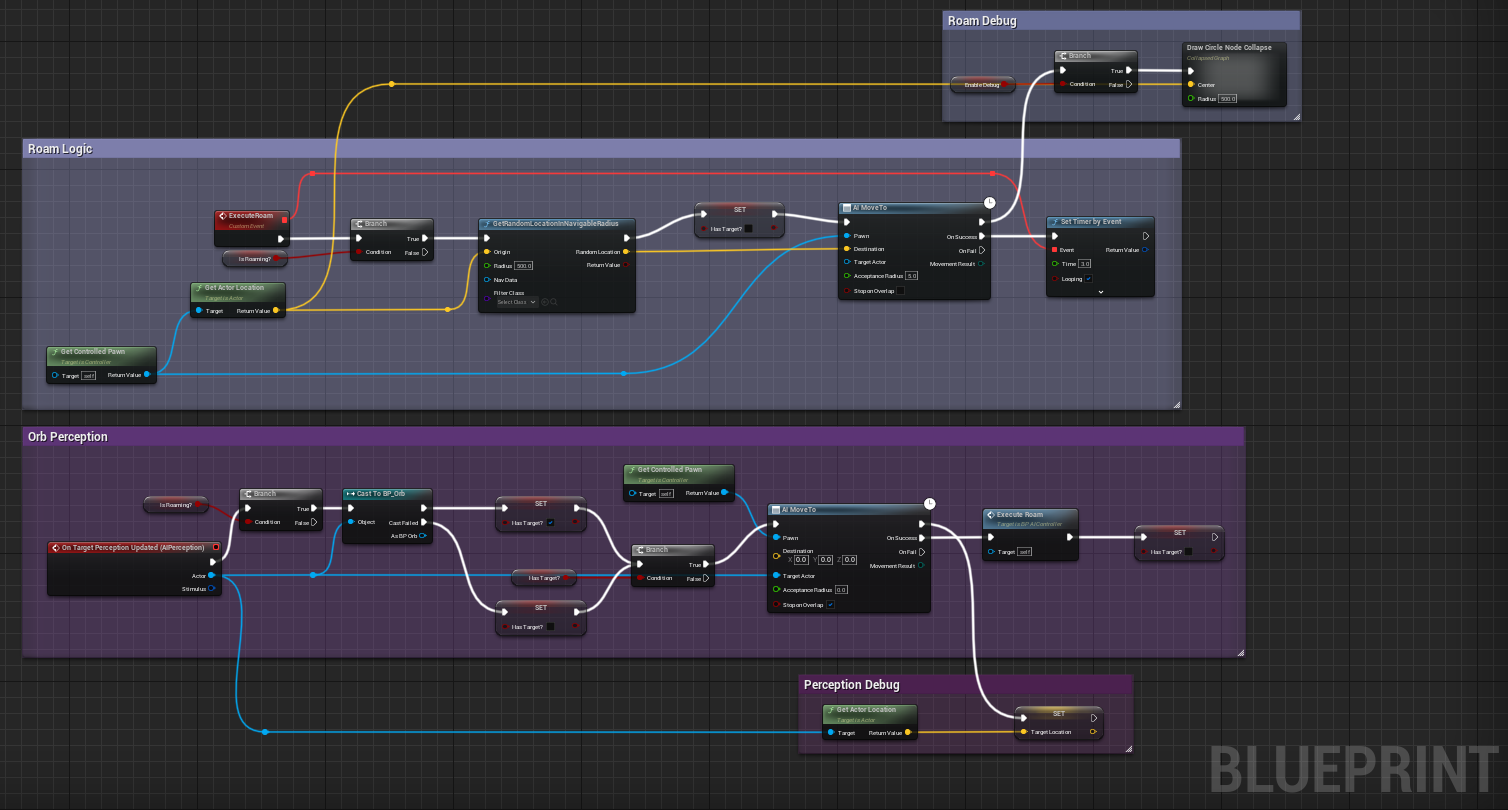 Roam Debug
Branch
True
Condition
False
Enable Debug
Draw Circle Node Collapse
Collapsed Graph
Center
Radius 500.0
Roam Logic
ExecuteRoam
Custom Event
Is Roaming?
Branch
True
Condition
False
Get Actor Location
Target is Actor
Target
Return Value
Get Controlled Pawn
Target is Controller
Target self
Return Value
GetRandomLocationInNavigableRadius
Origin
Random Location
Radius 500.0
Return Value
Nav Data
Filter Class
Select Class
SET
Has Target?
AI MoveTo
Pawn
On Success
Destination
On Fail
Target Actor
Movement Result
Acceptance Radius 5.0
Stop on Overlap
Set Timer by Event
Event
Return Value
Time 3.0
Looping
Orb Perception
Is Roaming?
Branch
True
Condition
False
On Target Perception Updated (AIPerception)
Actor
Stimulus
Cast To BP_Orb
Object
Cast Failed
As BP Orb
SET
Has Target?
SET
Has Target?
Has Target?
Get Controlled Pawn
Target is Controller
Target self
Return Value
Branch
True
Condition
False
AI MoveTo
Pawn
On Success
Destination
X 0.0 Y 0.0 Z 0.0
On Fail
Movement Result
Target Actor
Acceptance Radius 0.0
Stop on Overlap
Execute Roam
Target is BP AIController
Target self
SET
Has Target?
Perception Debug
Get Actor Location
Target is Actor
Target
Return Value
SET
Target Location
BLUEPRINT